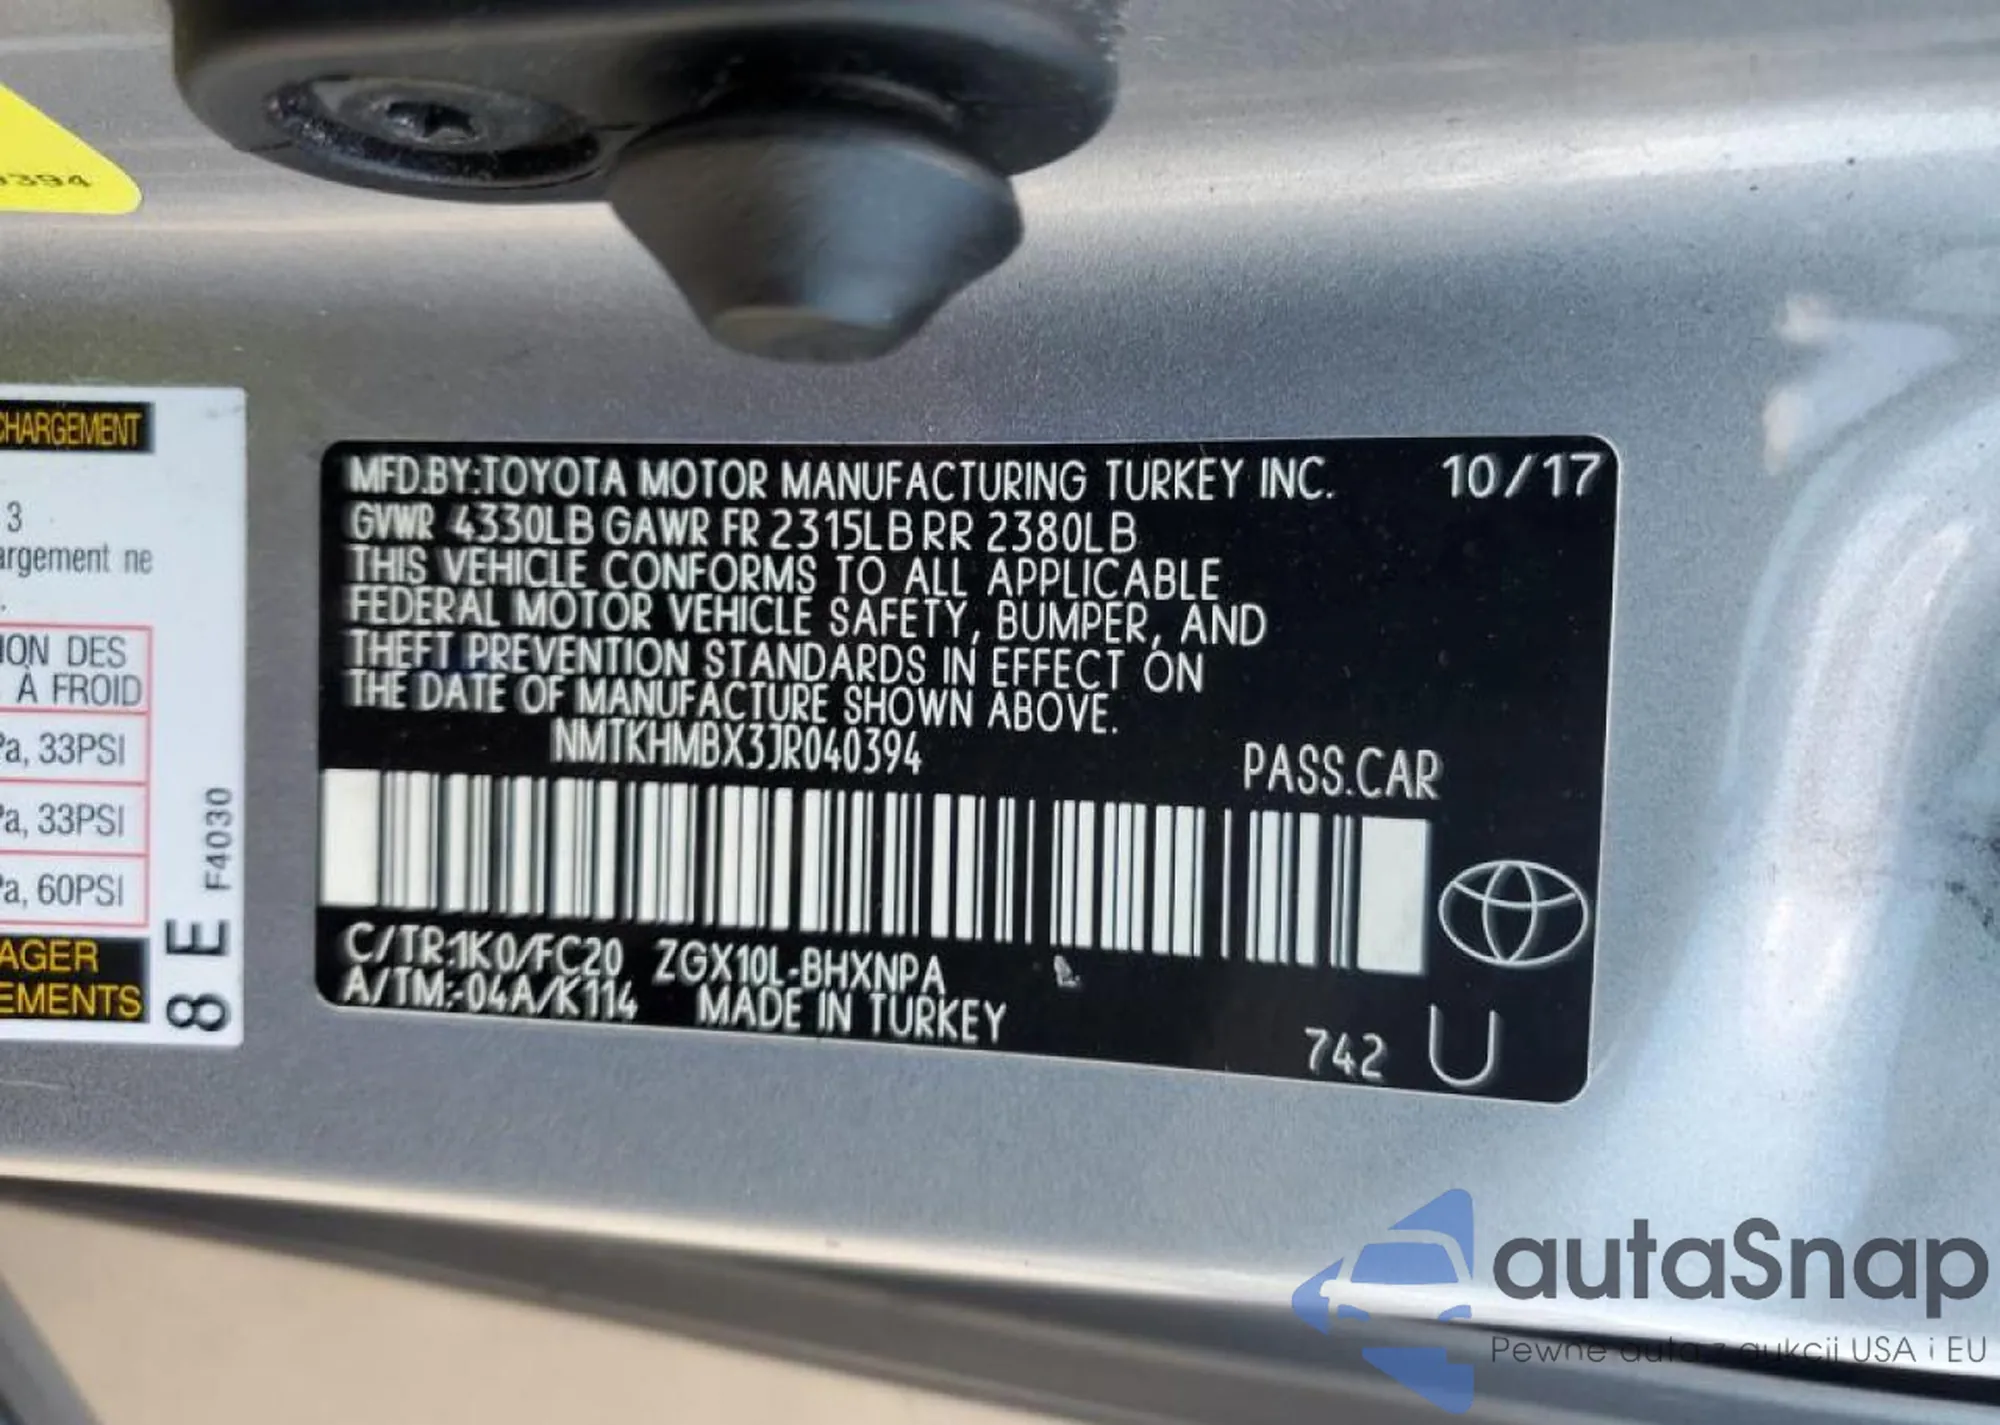 394
CHARGEMENT
3
argement ne
ION DES
À FROID
Pa, 33PSI
Pa, 33PSI
Pa, 60PSI
AGER
EMENTS
8 E
F4030
MFD.BY:TOYOTA MOTOR MANUFACTURING TURKEY INC. 10/17
GVWR 4330LB GAWR FR 2315LB RR 2380LB
THIS VEHICLE CONFORMS TO ALL APPLICABLE
FEDERAL MOTOR VEHICLE SAFETY, BUMPER, AND
THEFT PREVENTION STANDARDS IN EFFECT ON
THE DATE OF MANUFACTURE SHOWN ABOVE.
NMTKHMBX3JR040394 PASS.CAR
C/TR:1K0/FC20 ZGX10L-BHXNPA
A/TM:-04A/K114 MADE IN TURKEY
742 U
autaSnap
Pewne auta z aukcji USA i EU